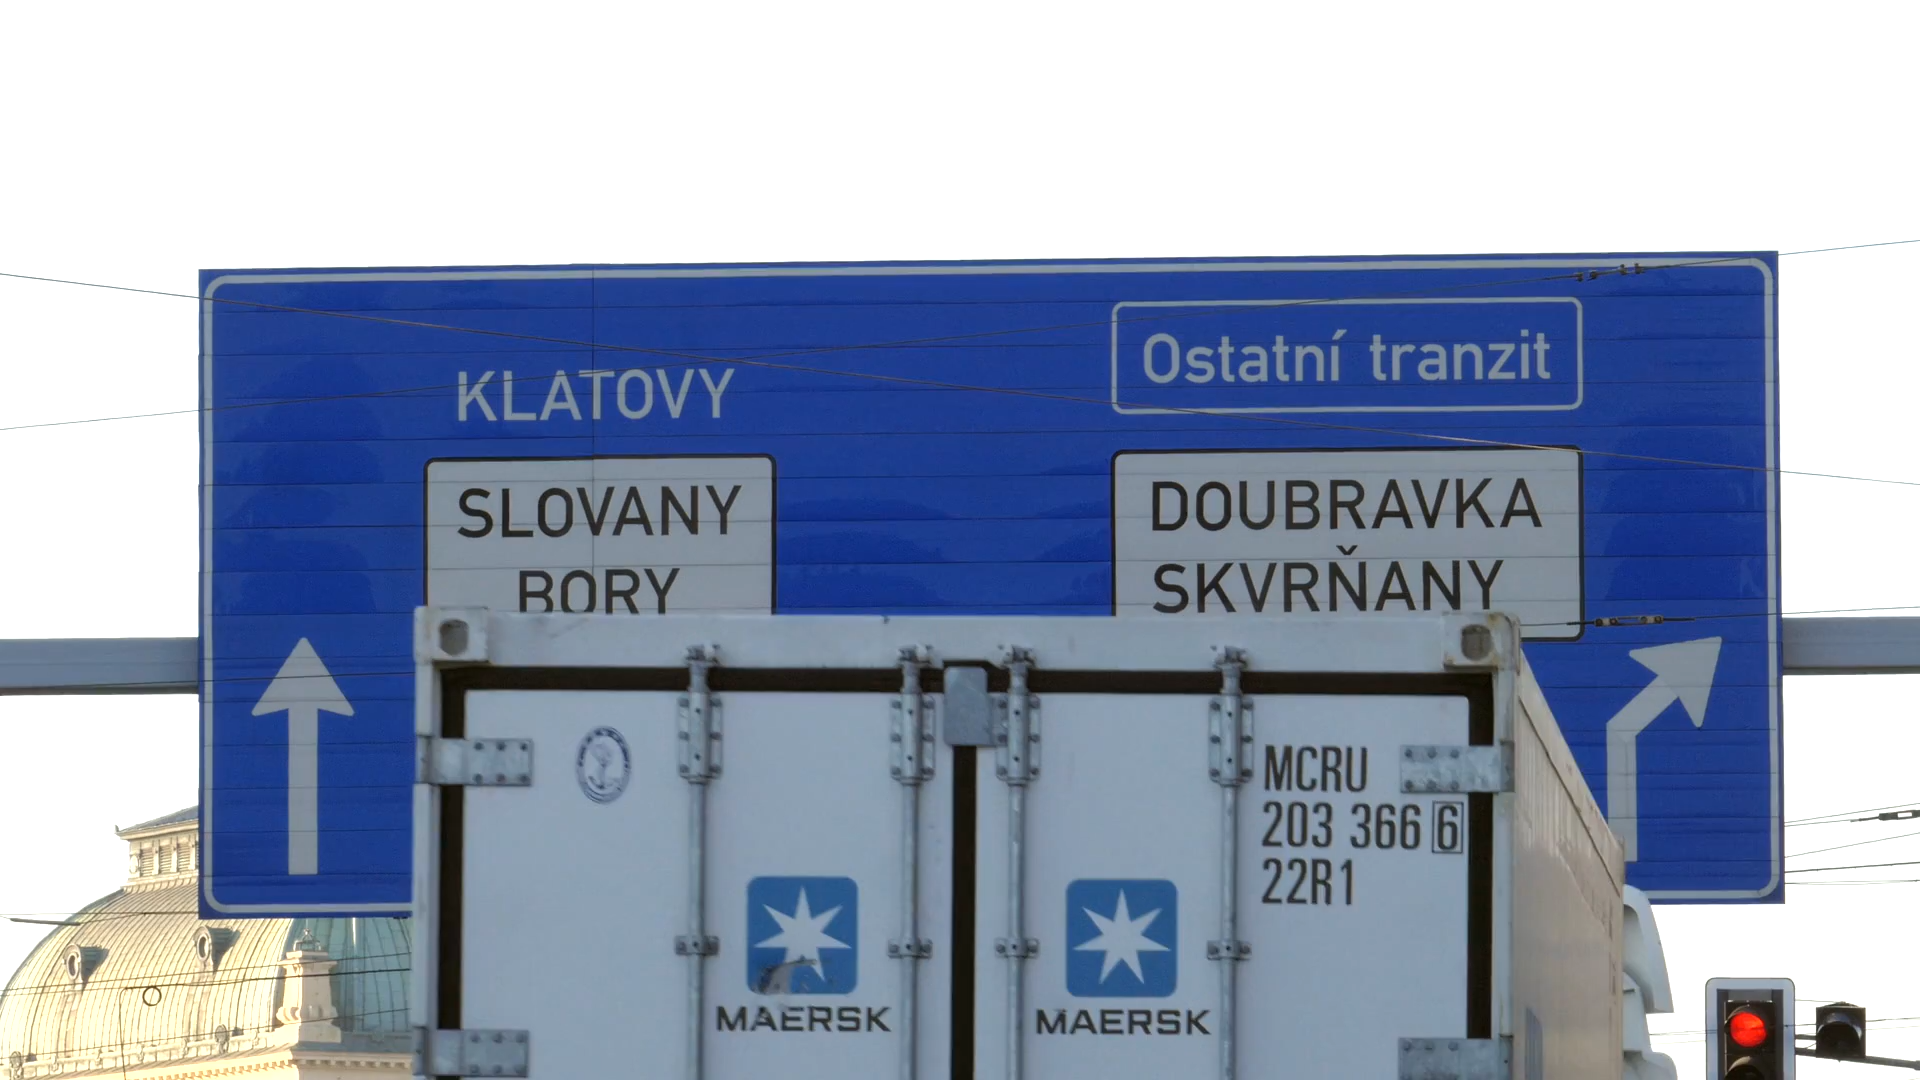 KLATOVY
SLOVANY
BORY
Ostatní tranzit
DOUBRAVKA
SKVRŇANY
MCRU
203 366 6
22R1
MAERSK
MAERSK